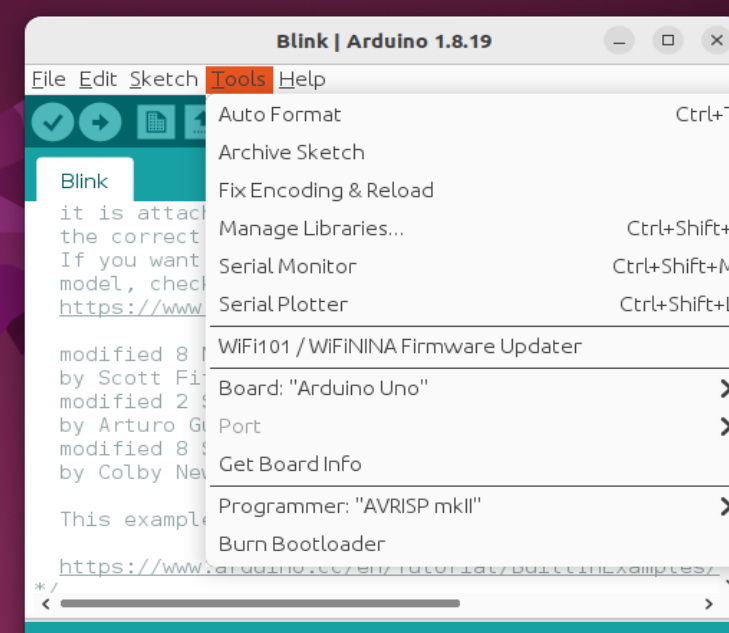 Blink | Arduino 1.8.19
File Edit Sketch Tools Help
Auto Format Ctrl+T
Archive Sketch
Fix Encoding & Reload
Manage Libraries... Ctrl+Shift+
Serial Monitor Ctrl+Shift+M
Serial Plotter Ctrl+Shift+L
WiFi101 / WiFiNINA Firmware Updater
Board: "Arduino Uno"
Port
Get Board Info
Programmer: "AVRISP mkII"
Burn Bootloader
Blink
it is attach
the correct
If you want
model, check
https://www.
modified 8 M
by Scott Fit
modified 2 S
by Arturo Gu
modified 8 S
by Colby New
This example
https://www.arduino.cc/en/Tutorial/BuiltInExamples/
*/